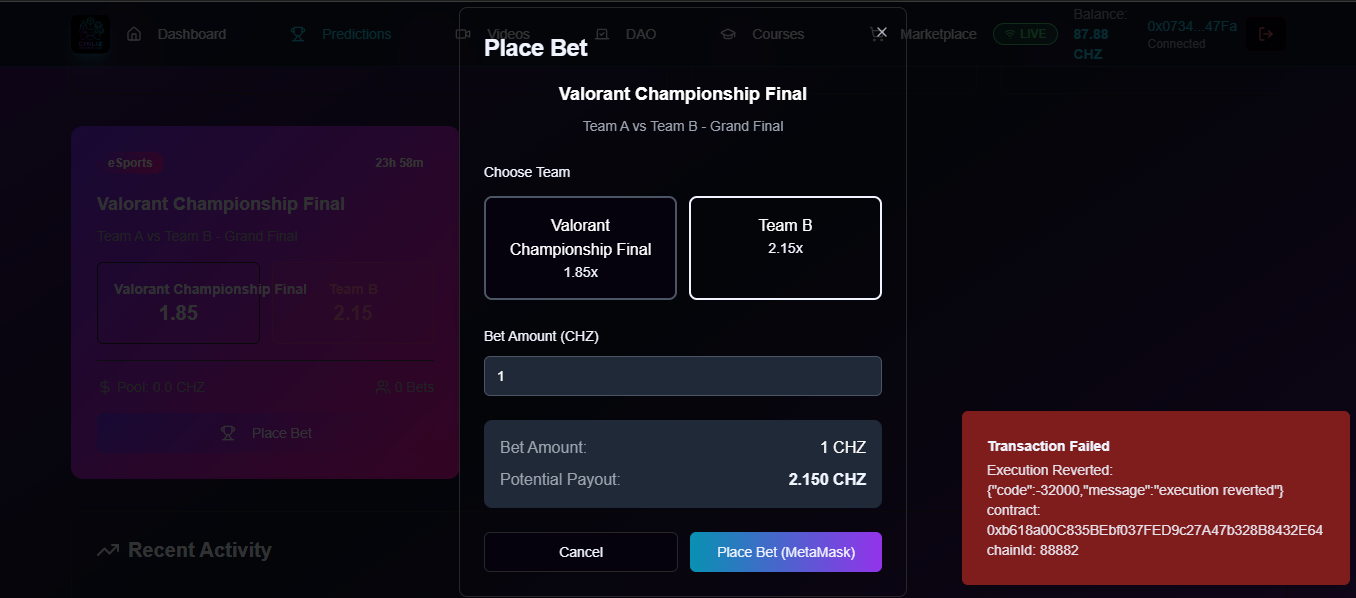 Dashboard
Predictions
Videos
DAO
Courses
Marketplace
LIVE
Balance:
87.88
CHZ
0x0734...47Fa
Connected
eSports
23h 58m
Valorant Championship Final
Team A vs Team B - Grand Final
Valorant Championship Final
1.85
Team B
2.15
Pool: 0.0 CHZ
0 Bets
Place Bet
Recent Activity
Place Bet
Valorant Championship Final
Team A vs Team B - Grand Final
Choose Team
Valorant
Championship Final
1.85x
Team B
2.15x
Bet Amount (CHZ)
1
Bet Amount:
1 CHZ
Potential Payout:
2.150 CHZ
Cancel
Place Bet (MetaMask)
Transaction Failed
Execution Reverted:
{"code":-32000,"message":"execution reverted"}
contract:
0xb618a00C835BEbf037FED9c27A47b328B8432E64
chainId: 88882